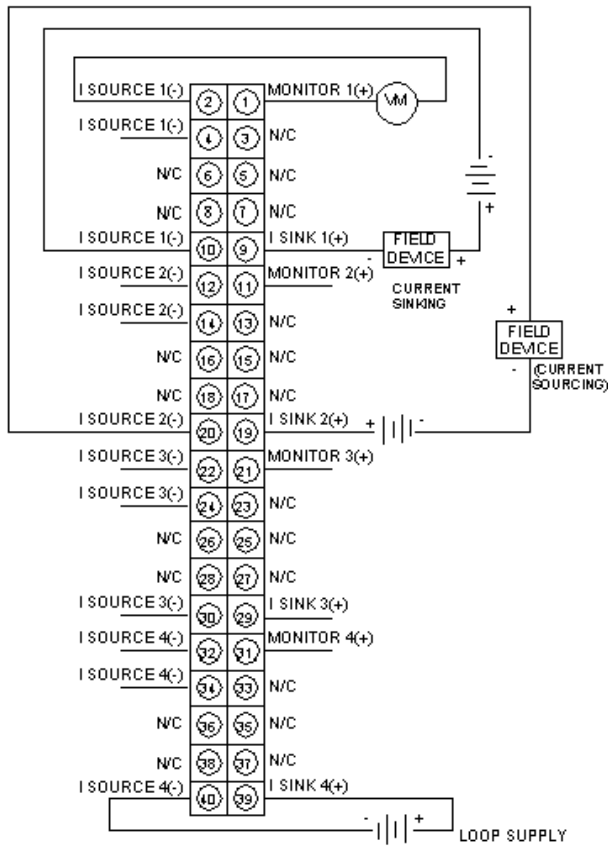 I SOURCE 1(-) 2 1 MONITOR 1(+) VM
I SOURCE 1(-) 4 3 N/C
N/C 6 5 N/C
- +
N/C 8 7 N/C
I SOURCE 1(-) 10 9 I SINK 1(+) - FIELD DEVICE +
CURRENT SINKING
I SOURCE 2(-) 12 11 MONITOR 2(+)
I SOURCE 2(-) 14 13 N/C
+ FIELD DEVICE -
(CURRENT SOURCING)
N/C 16 15 N/C
N/C 18 17 N/C
I SOURCE 2(-) 20 19 I SINK 2(+) + -
I SOURCE 3(-) 22 21 MONITOR 3(+)
I SOURCE 3(-) 24 23 N/C
N/C 26 25 N/C
N/C 28 27 N/C
I SOURCE 3(-) 30 29 I SINK 3(+)
I SOURCE 4(-) 32 31 MONITOR 4(+)
I SOURCE 4(-) 34 33 N/C
N/C 36 35 N/C
N/C 38 37 N/C
I SOURCE 4(-) 40 39 I SINK 4(+)
- + LOOP SUPPLY